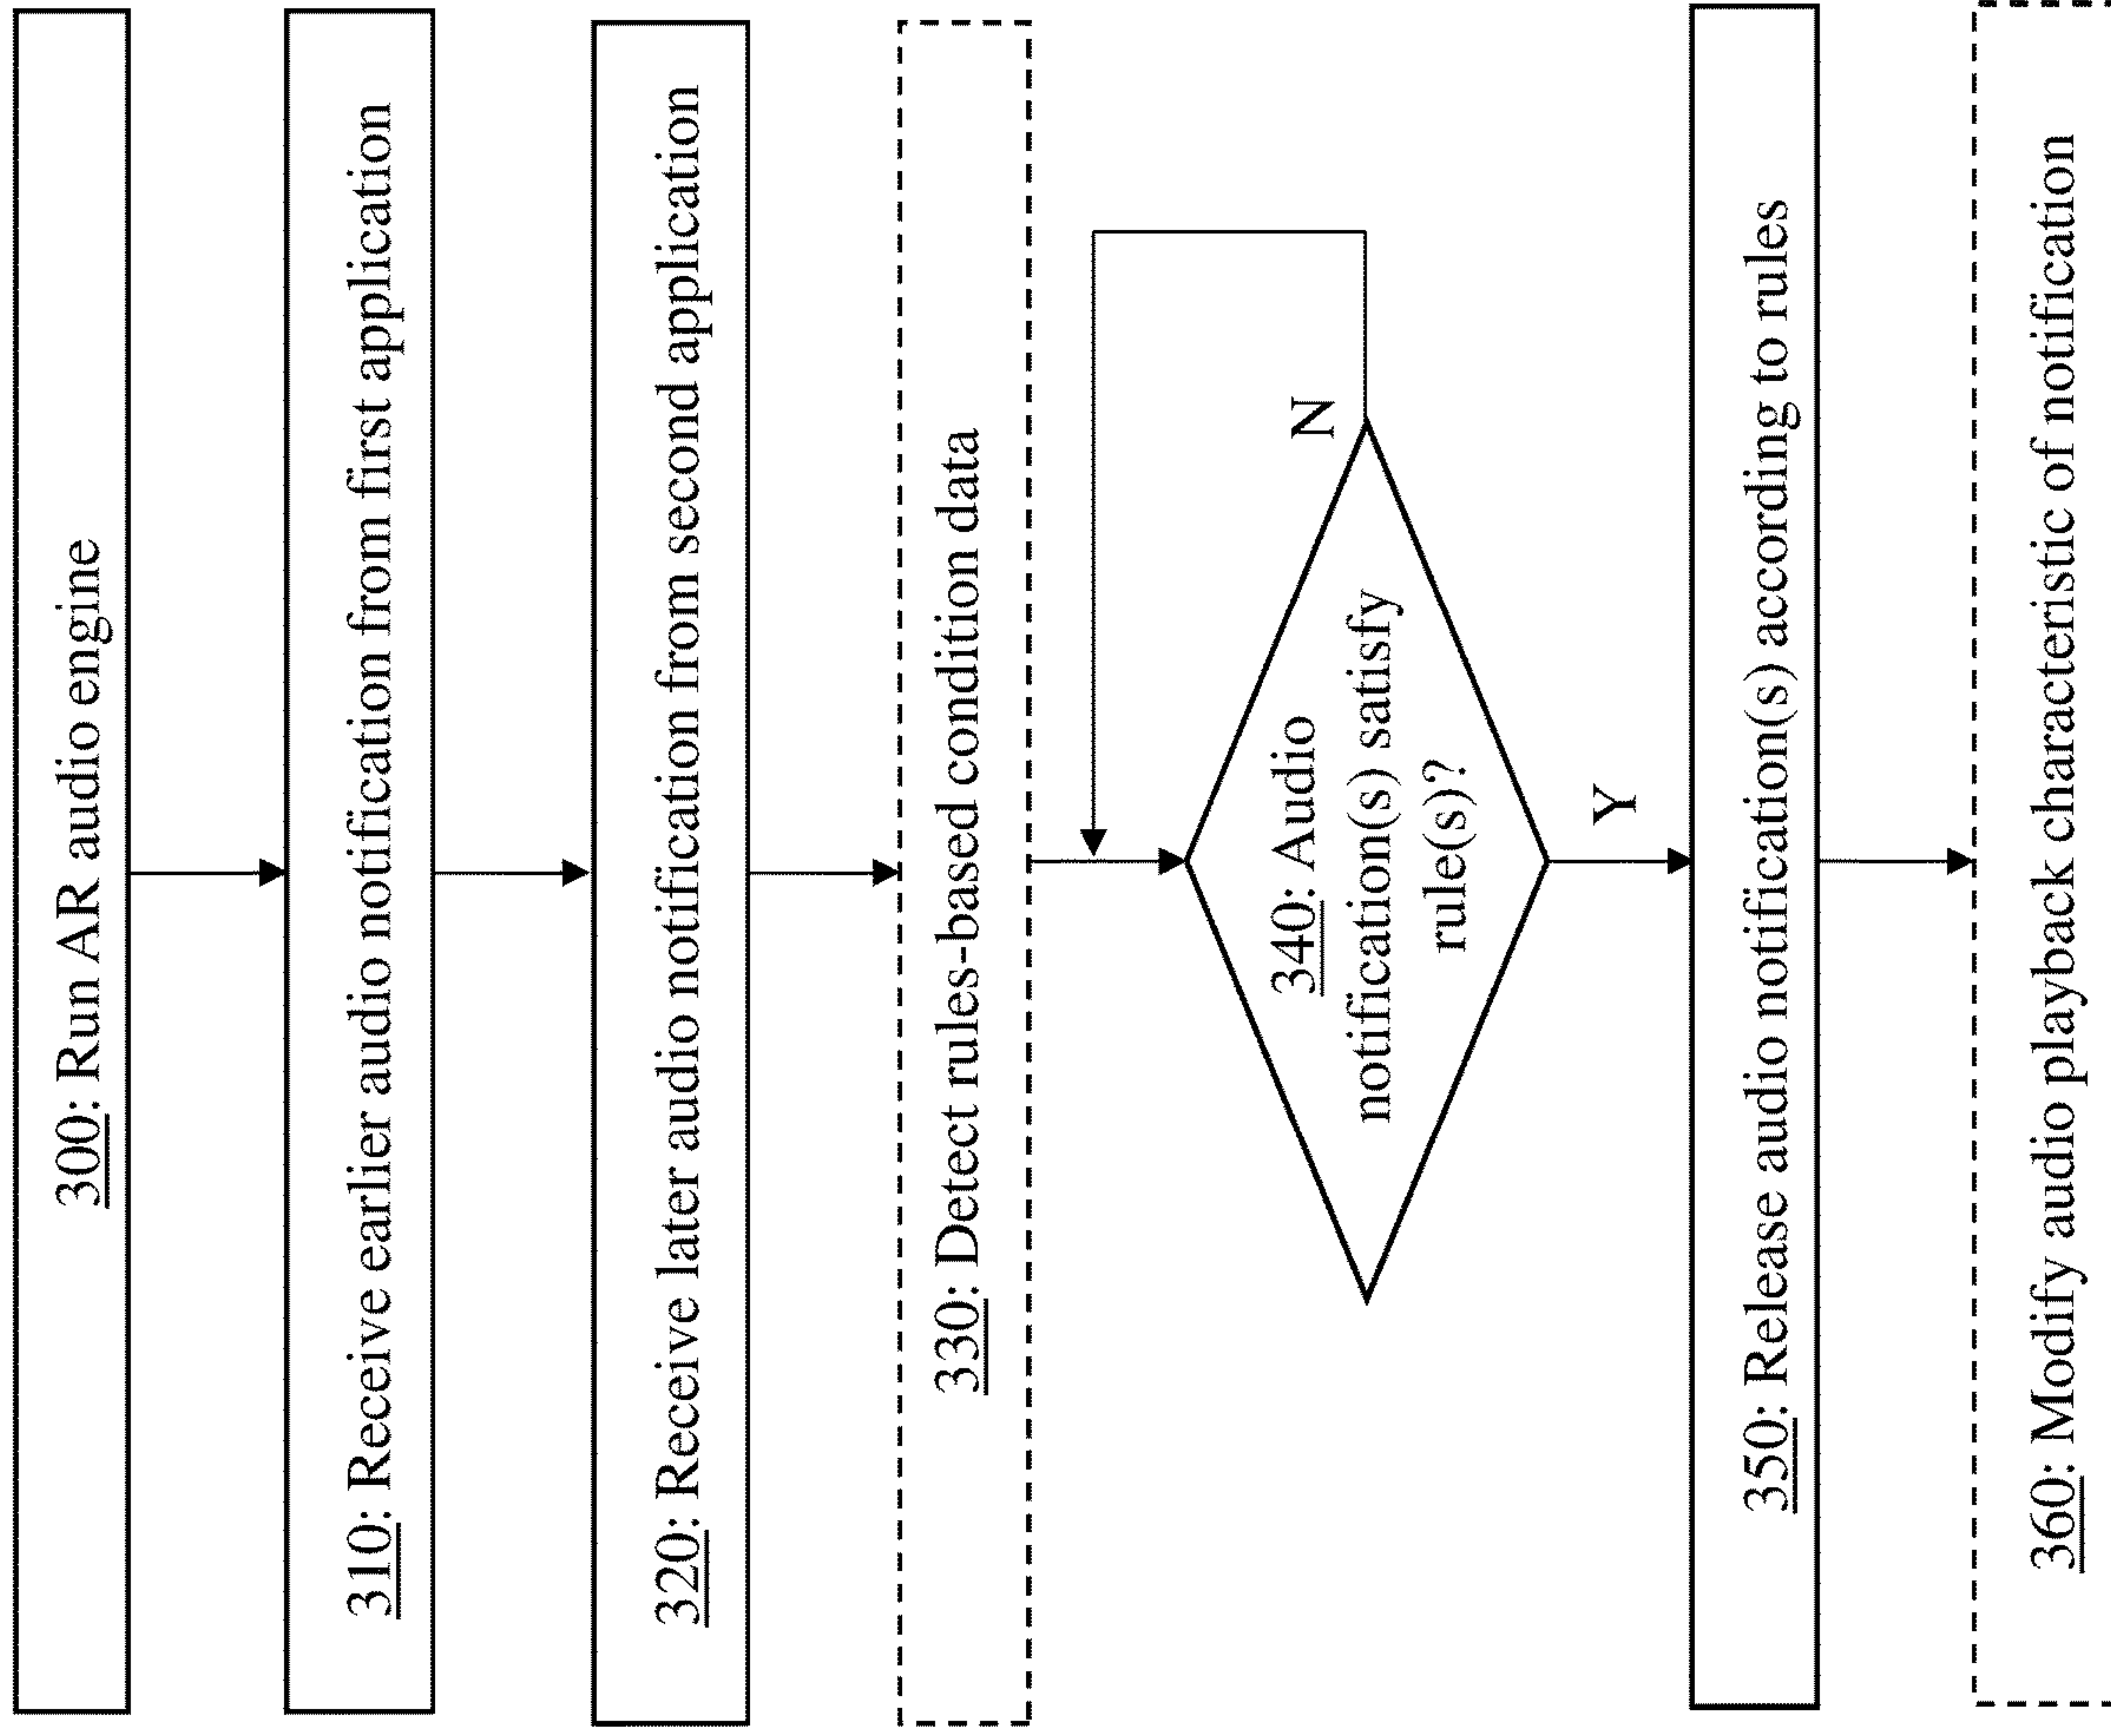 300: Run AR audio engine
310: Receive earlier audio notification from first application
320: Receive later audio notification from second application
330: Detect rules-based condition data
340: Audio
notification(s) satisfy
rule(s)?
N
Y
350: Release audio notification(s) according to rules
360: Modify audio playback characteristic of notification